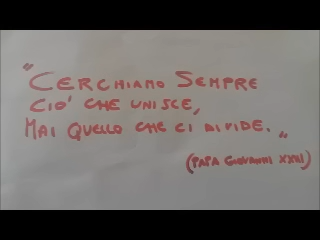 "CERCHIAMO SEMPRE
CIO' CHE UNISCE,
MAI QUELLO CHE CI DIVIDE."
(PAPA GIOVANNI XXIII)